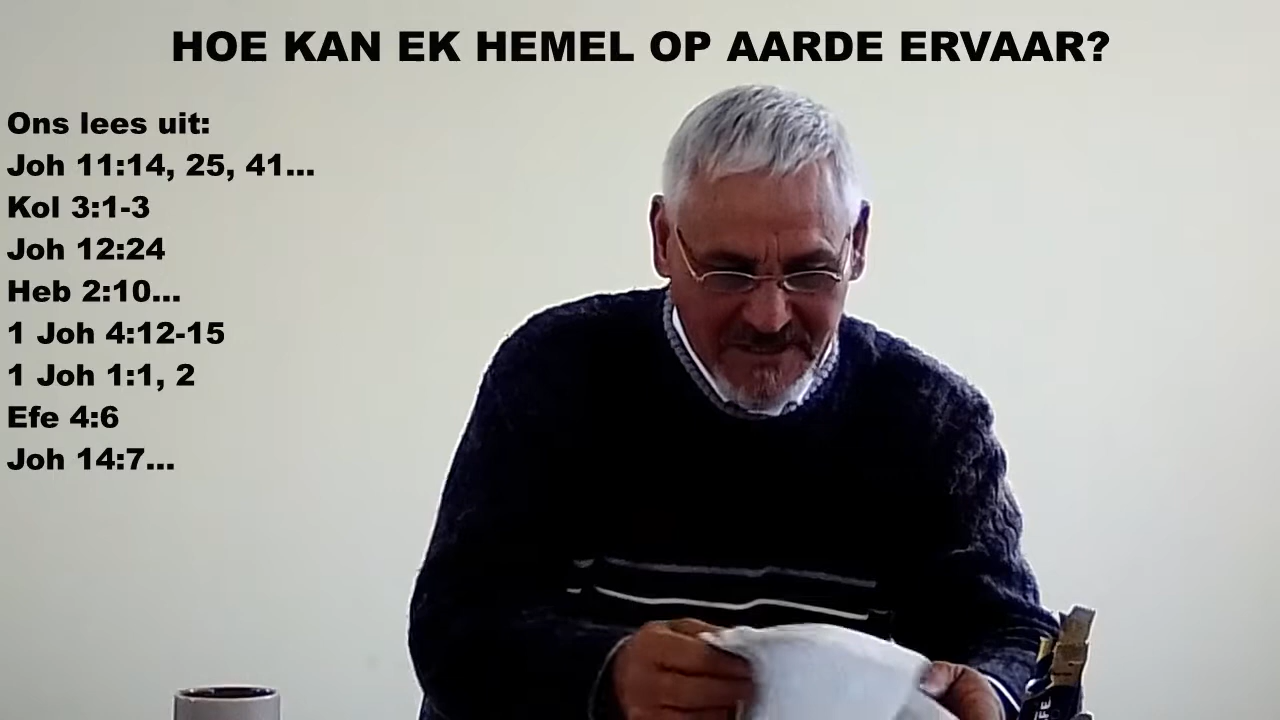 HOE KAN EK HEMEL OP AARDE ERVAAR?
Ons lees uit:
Joh 11:14, 25, 41...
Kol 3:1-3
Joh 12:24
Heb 2:10...
1 Joh 4:12-15
1 Joh 1:1, 2
Efe 4:6
Joh 14:7...